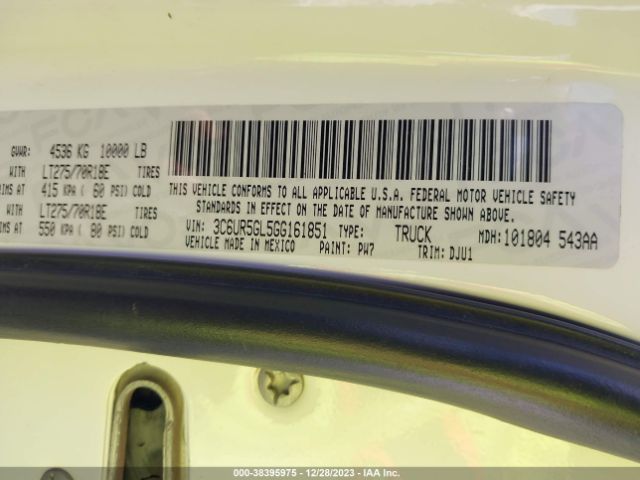 GVWR: 4536 KG 10000 LB
WITH LT275/70R18E TIRES
RIMS AT 415 KPA ( 60 PSI) COLD
WITH LT275/70R18E TIRES
RIMS AT 550 KPA ( 80 PSI) COLD
THIS VEHICLE CONFORMS TO ALL APPLICABLE U.S.A. FEDERAL MOTOR VEHICLE SAFETY
STANDARDS IN EFFECT ON THE DATE OF MANUFACTURE SHOWN ABOVE.
VIN: 3C6UR5GL5GG161851 TYPE: TRUCK MDH: 101804 543AA
VEHICLE MADE IN MEXICO PAINT: PW7 TRIM: DJU1
000-38395975 | 12/28/2023 | IAA Inc.